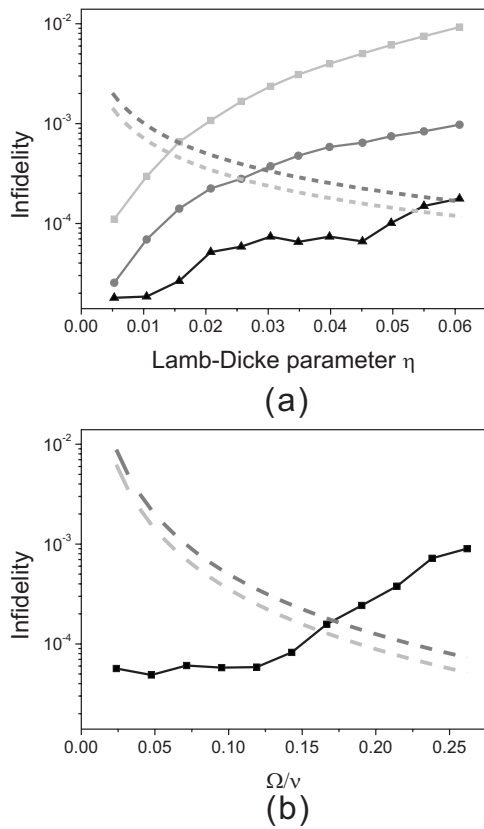 10⁻²
10⁻³
10⁻⁴
Infidelity
0.00 0.01 0.02 0.03 0.04 0.05 0.06
Lamb-Dicke parameter η
(a)
10⁻²
10⁻³
10⁻⁴
Infidelity
0.00 0.05 0.10 0.15 0.20 0.25
Ω/ν
(b)